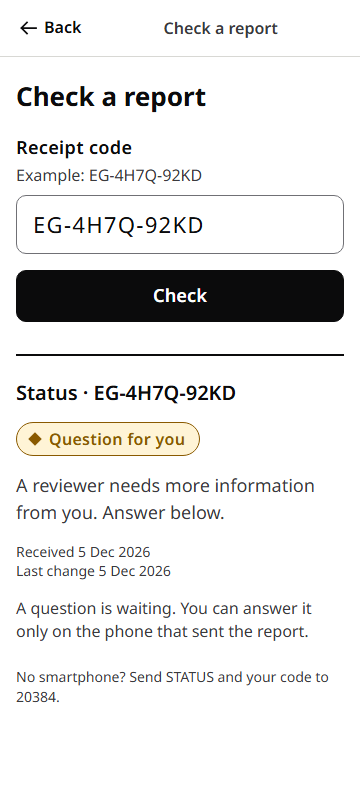 Back
Check a report
Check a report
Receipt code
Example: EG-4H7Q-92KD
EG-4H7Q-92KD
Check
Status · EG-4H7Q-92KD
Question for you
A reviewer needs more information
from you. Answer below.
Received 5 Dec 2026
Last change 5 Dec 2026
A question is waiting. You can answer it
only on the phone that sent the report.
No smartphone? Send STATUS and your code to
20384.